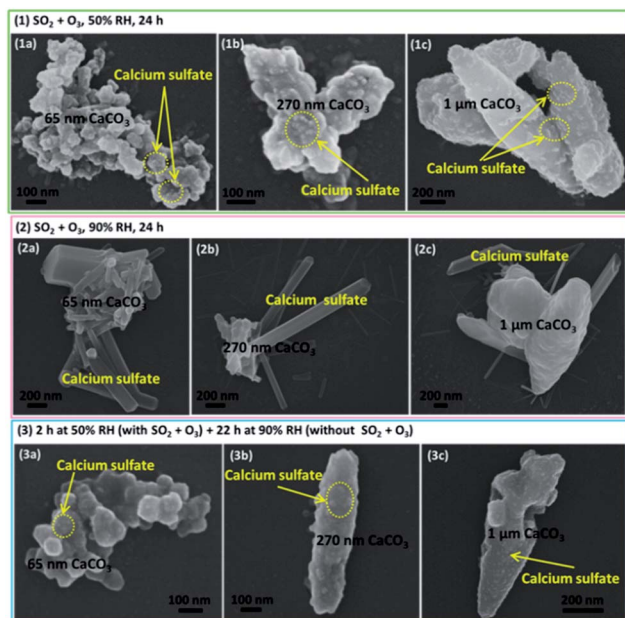 (1) SO₂ + O₃, 50% RH, 24 h
(1a)
Calcium sulfate
65 nm CaCO₃
100 nm
(1b)
270 nm CaCO₃
Calcium sulfate
100 nm
(1c)
1 µm CaCO₃
Calcium sulfate
200 nm
(2) SO₂ + O₃, 90% RH, 24 h
(2a)
65 nm CaCO₃
Calcium sulfate
200 nm
(2b)
Calcium sulfate
270 nm CaCO₃
200 nm
(2c)
Calcium sulfate
1 µm CaCO₃
200 nm
(3) 2 h at 50% RH (with SO₂ + O₃) + 22 h at 90% RH (without SO₂ + O₃)
(3a)
Calcium sulfate
65 nm CaCO₃
100 nm
(3b)
Calcium sulfate
270 nm CaCO₃
100 nm
(3c)
1 µm CaCO₃
Calcium sulfate
200 nm